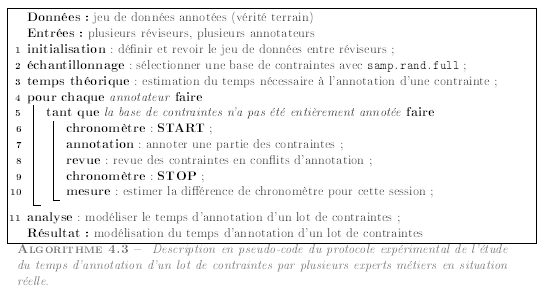 Données : jeu de données annotées (vérité terrain)
Entrées : plusieurs réviseurs, plusieurs annotateurs
1 initialisation : définir et revoir le jeu de données entre réviseurs ;
2 échantillonnage : sélectionner une base de contraintes avec samp.rand.full ;
3 temps théorique : estimation du temps nécessaire à l'annotation d'une contrainte ;
4 pour chaque annotateur faire
5 tant que la base de contraintes n'a pas été entièrement annotée faire
6 chronomètre : START ;
7 annotation : annoter une partie des contraintes ;
8 revue : revue des contraintes en conflits d'annotation ;
9 chronomètre : STOP ;
10 mesure : estimer la différence de chronomètre pour cette session ;
11 analyse : modéliser le temps d'annotation d'un lot de contraintes ;
Résultat : modélisation du temps d'annotation d'un lot de contraintes
ALGORITHME 4.3 – Description en pseudo-code du protocole expérimental de l'étude
du temps d'annotation d'un lot de contraintes par plusieurs experts métiers en situation
réelle.